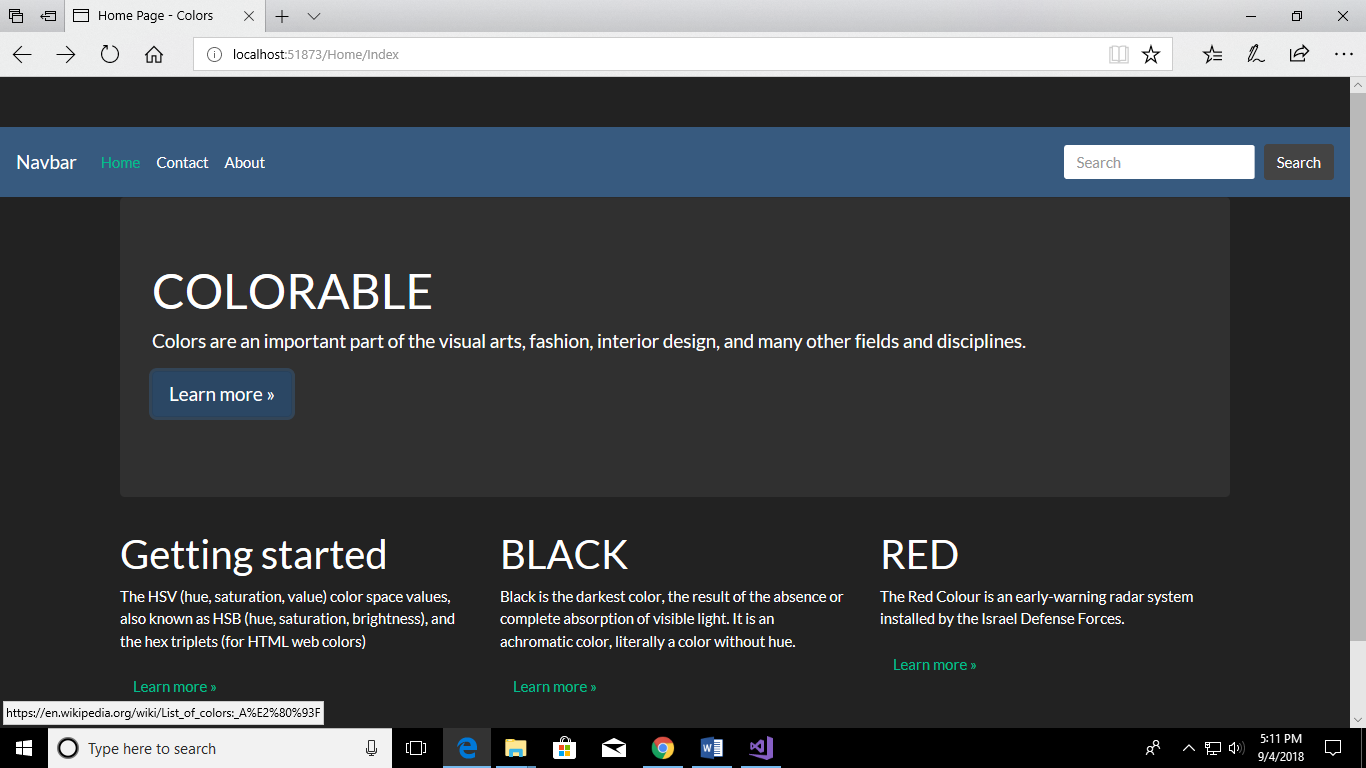 Home Page - Colors
localhost:51873/Home/Index
Navbar Home Contact About Search Search
COLORABLE
Colors are an important part of the visual arts, fashion, interior design, and many other fields and disciplines.
Learn more »
Getting started
The HSV (hue, saturation, value) color space values,
also known as HSB (hue, saturation, brightness), and
the hex triplets (for HTML web colors)
Learn more »
BLACK
Black is the darkest color, the result of the absence or
complete absorption of visible light. It is an
achromatic color, literally a color without hue.
Learn more »
RED
The Red Colour is an early-warning radar system
installed by the Israel Defense Forces.
Learn more »
https://en.wikipedia.org/wiki/List_of_colors:_A%E2%80%93F
Type here to search
5:11 PM
9/4/2018